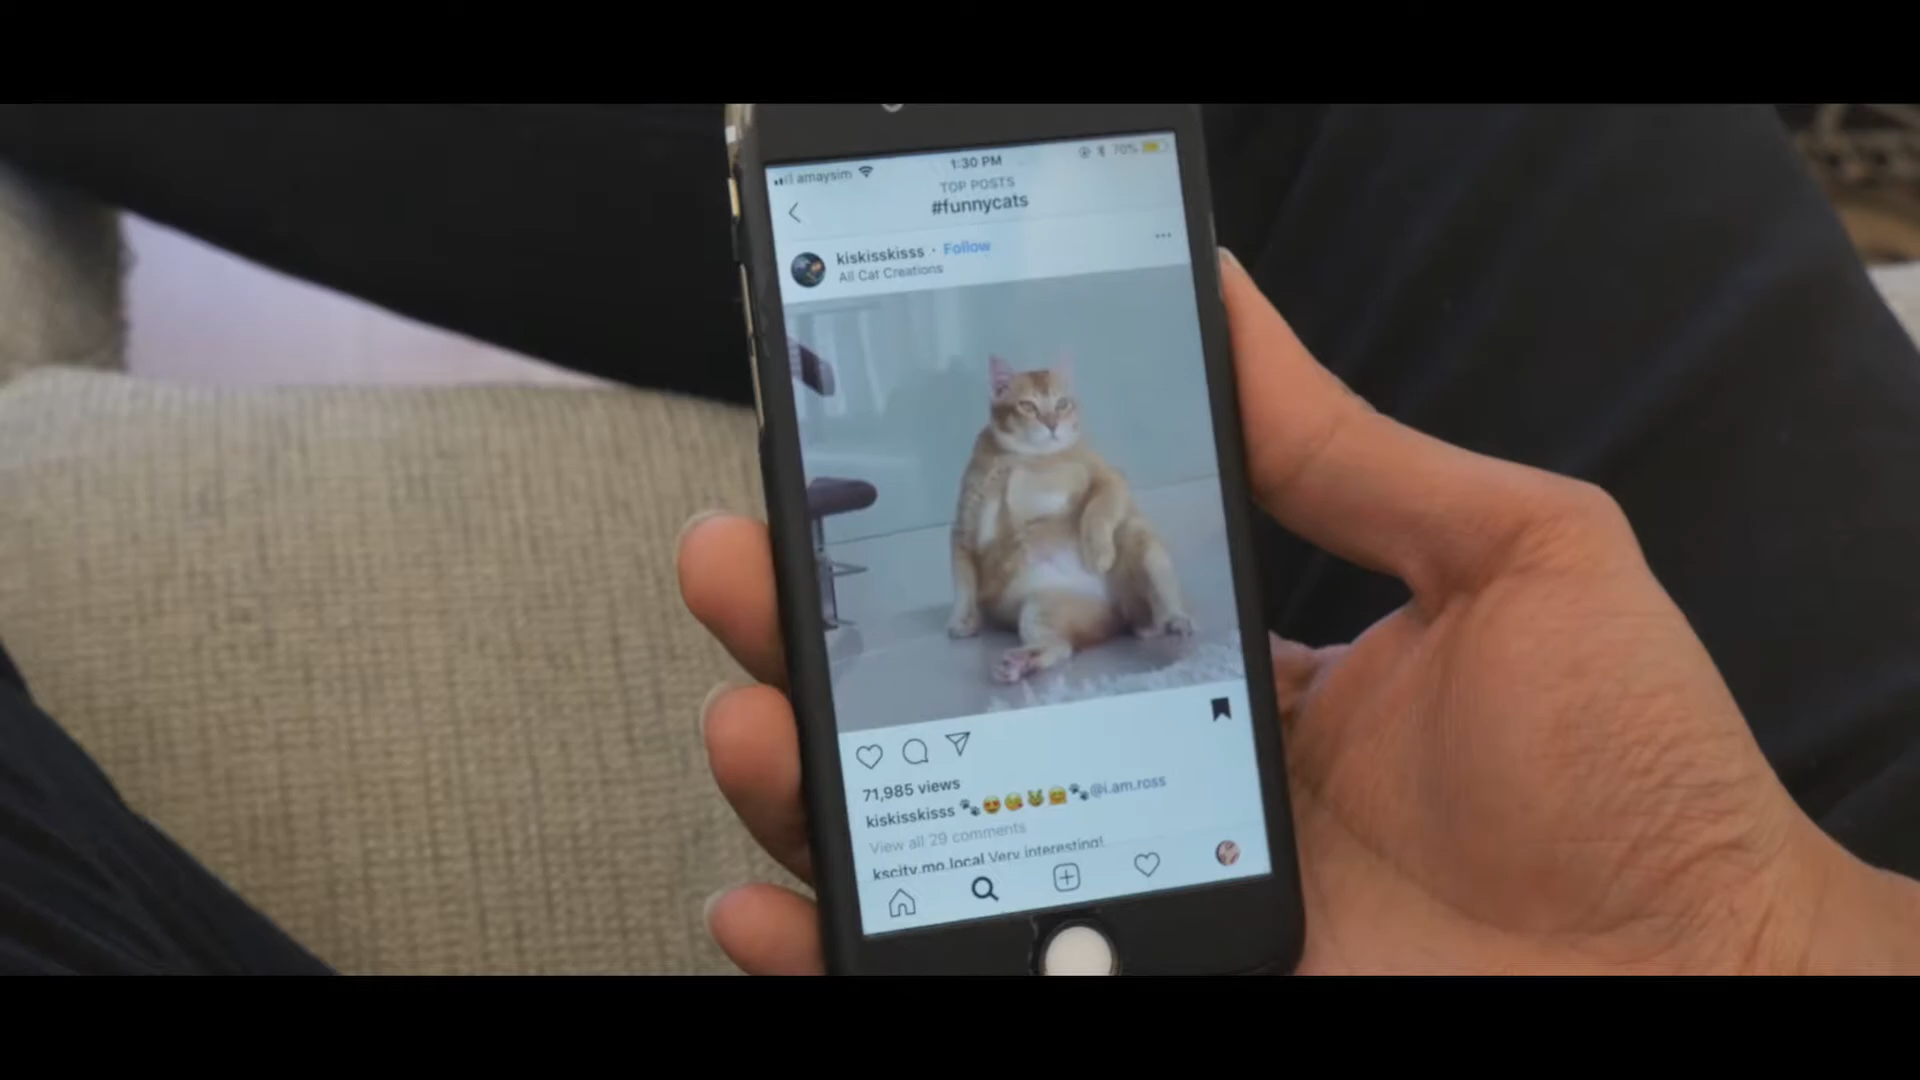 amaysim 1:30 PM 70%
TOP POSTS
#funnycats
kiskisskisss · Follow
All Cat Creations
71,985 views
kiskisskisss 🐾😍😘😻🤗🐾@i.am.ross
View all 29 comments
kscity.mo.local Very interesting!